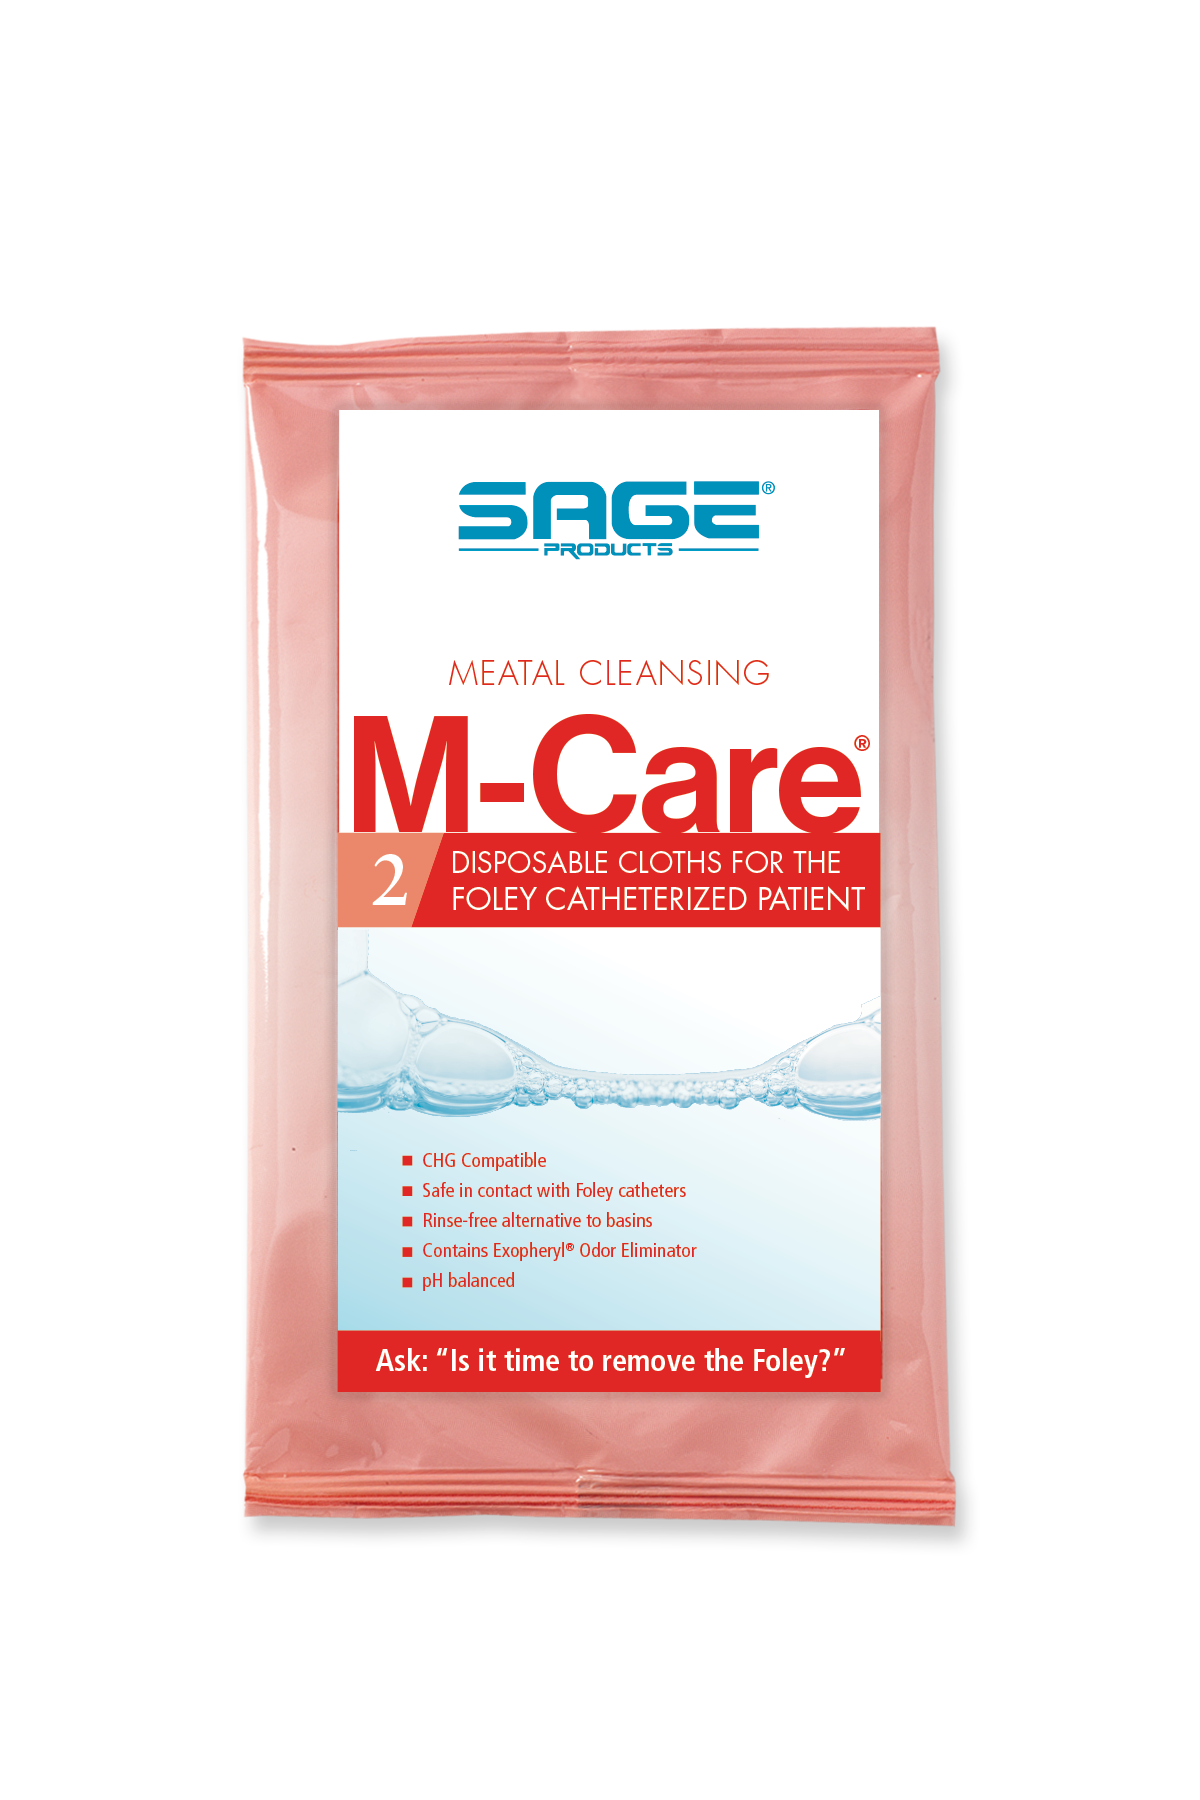 SAGE®
PRODUCTS
MEATAL CLEANSING
M-Care®
2 DISPOSABLE CLOTHS FOR THE
FOLEY CATHETERIZED PATIENT
■ CHG Compatible
■ Safe in contact with Foley catheters
■ Rinse-free alternative to basins
■ Contains Exopheryl® Odor Eliminator
■ pH balanced
Ask: “Is it time to remove the Foley?”